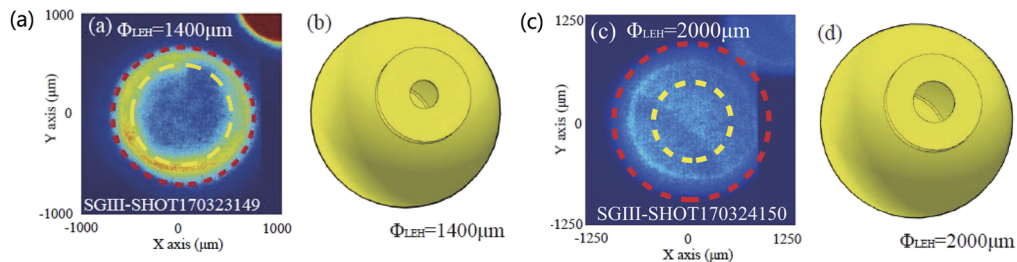 (a)
1000
(a) ΦLEH=1400μm
Y axis (μm)
0
SGIII-SHOT170323149
-1000
-1000
0
1000
X axis (μm)
(b)
ΦLEH=1400μm
(c)
1250
ΦLEH=2000μm
(c)
Y axis (μm)
0
SGIII-SHOT170324150
-1250
-1250
0
1250
X axis (μm)
(d)
ΦLEH=2000μm